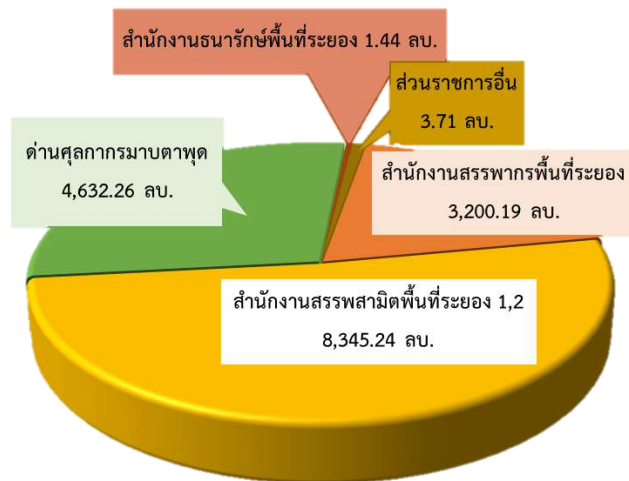 สำนักงานธนารักษ์พื้นที่ระยอง 1.44 ลบ.
ส่วนราชการอื่น
3.71 ลบ.
ด่านศุลกากรมาบตาพุด
4,632.26 ลบ.
สำนักงานสรรพากรพื้นที่ระยอง
3,200.19 ลบ.
สำนักงานสรรพสามิตพื้นที่ระยอง 1,2
8,345.24 ลบ.